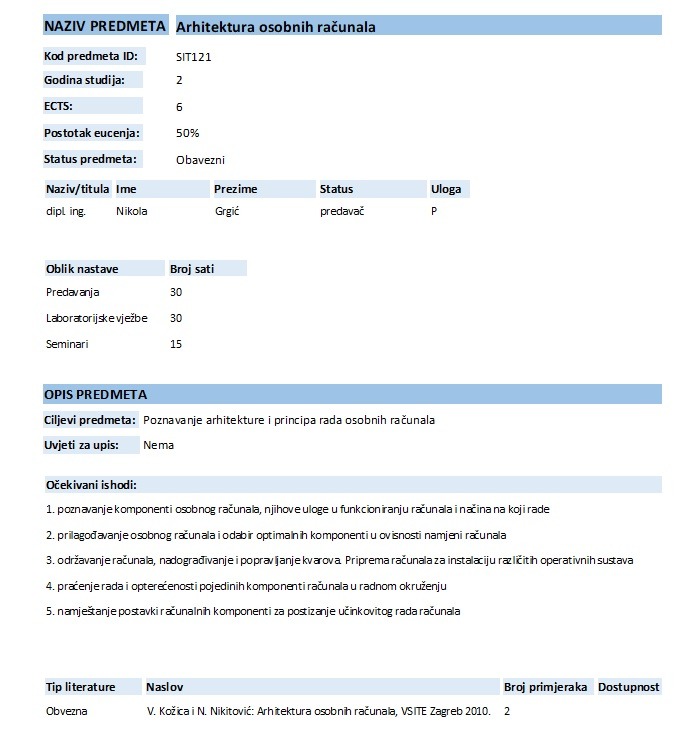 NAZIV PREDMETA Arhitektura osobnih računala
Kod predmeta ID: SIT121
Godina studija: 2
ECTS: 6
Postotak eucenja: 50%
Status predmeta: Obavezni
Naziv/titula Ime Prezime Status Uloga
dipl. ing. Nikola Grgić predavač P
Oblik nastave Broj sati
Predavanja 30
Laboratorijske vježbe 30
Seminari 15
OPIS PREDMETA
Ciljevi predmeta: Poznavanje arhitekture i principa rada osobnih računala
Uvjeti za upis: Nema
Očekivani ishodi:
1. poznavanje komponenti osobnog računala, njihove uloge u funkcioniranju računala i načina na koji rade
2. prilagođavanje osobnog računala i odabir optimalnih komponenti u ovisnosti namjeni računala
3. održavanje računala, nadograđivanje i popravljanje kvarova. Priprema računala za instalaciju različitih operativnih sustava
4. praćenje rada i opterećenosti pojedinih komponenti računala u radnom okruženju
5. namještanje postavki računalnih komponenti za postizanje učinkovitog rada računala
Tip literature Naslov Broj primjeraka Dostupnost
Obvezna V. Kožica i N. Nikitović: Arhitektura osobnih računala, VSITE Zagreb 2010. 2